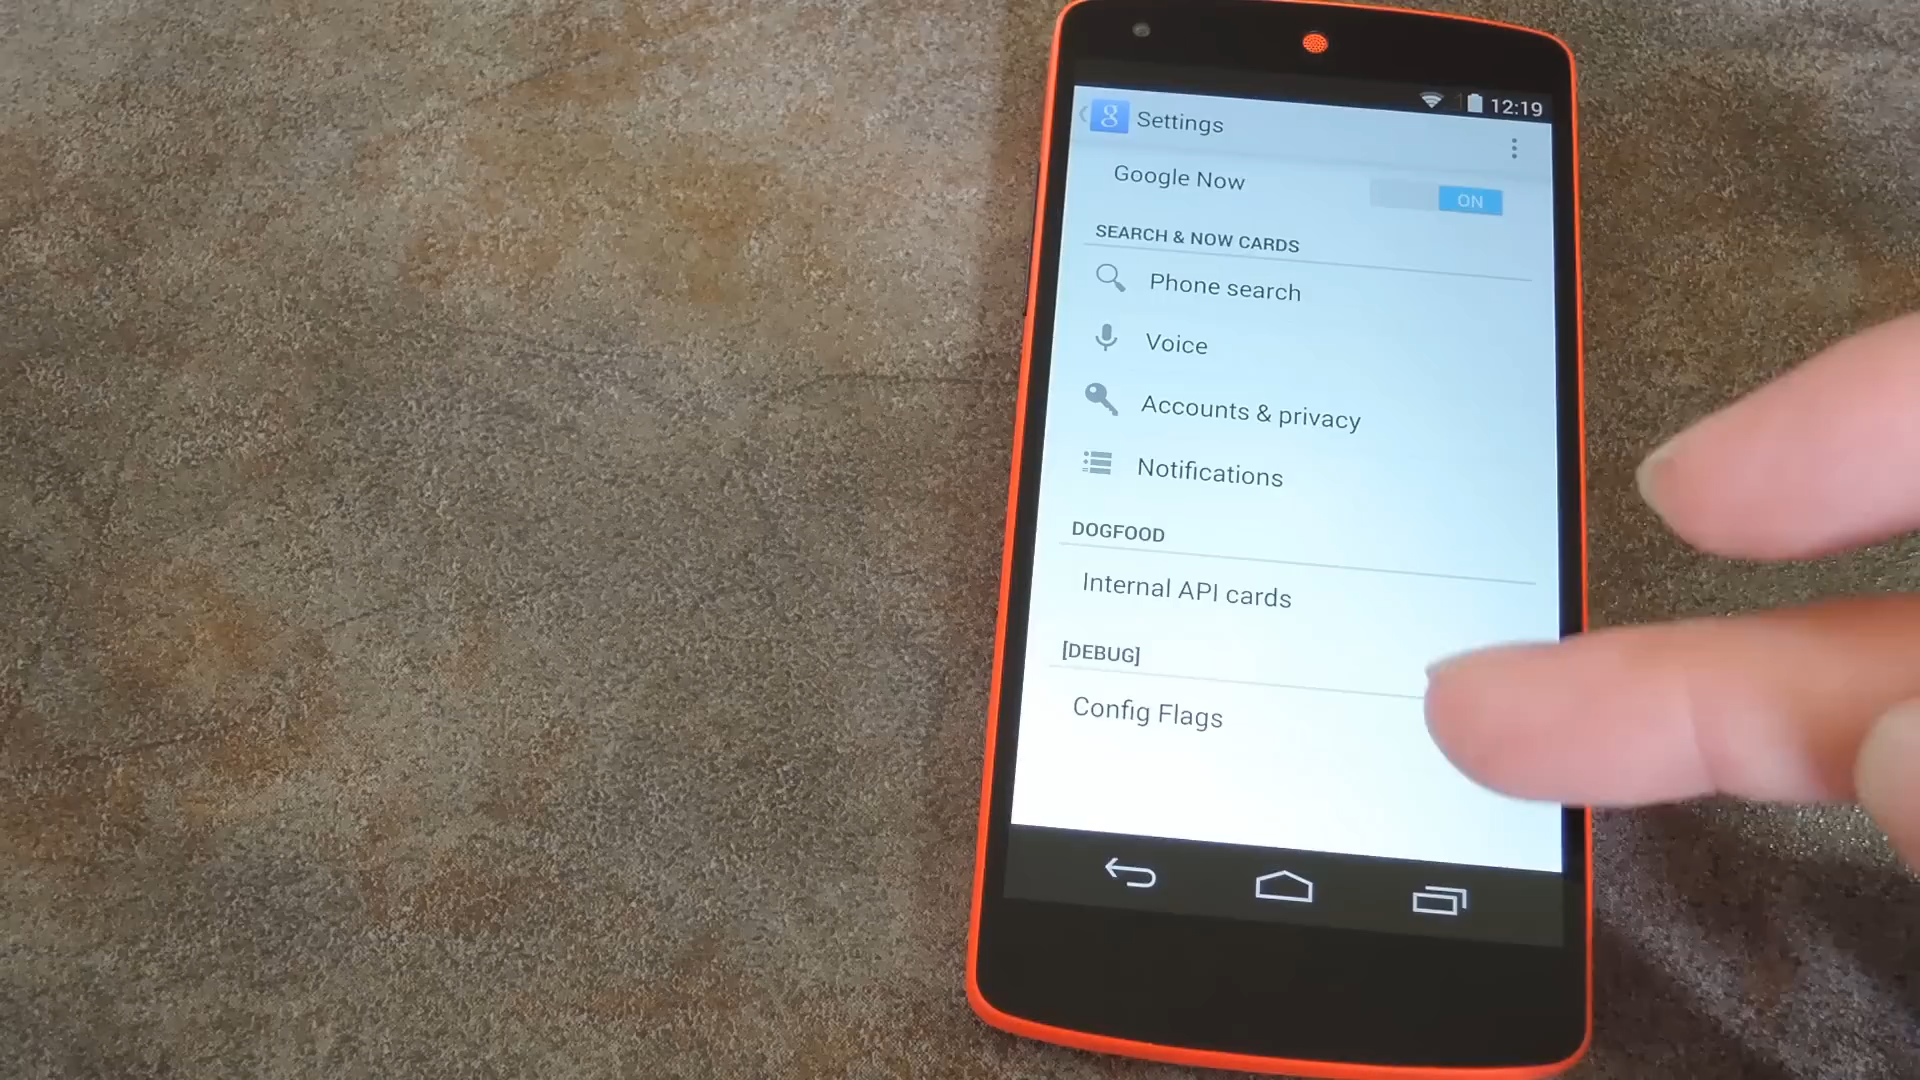 12:19
g Settings
Google Now
ON
SEARCH & NOW CARDS
Phone search
Voice
Accounts & privacy
Notifications
DOGFOOD
Internal API cards
[DEBUG]
Config Flags